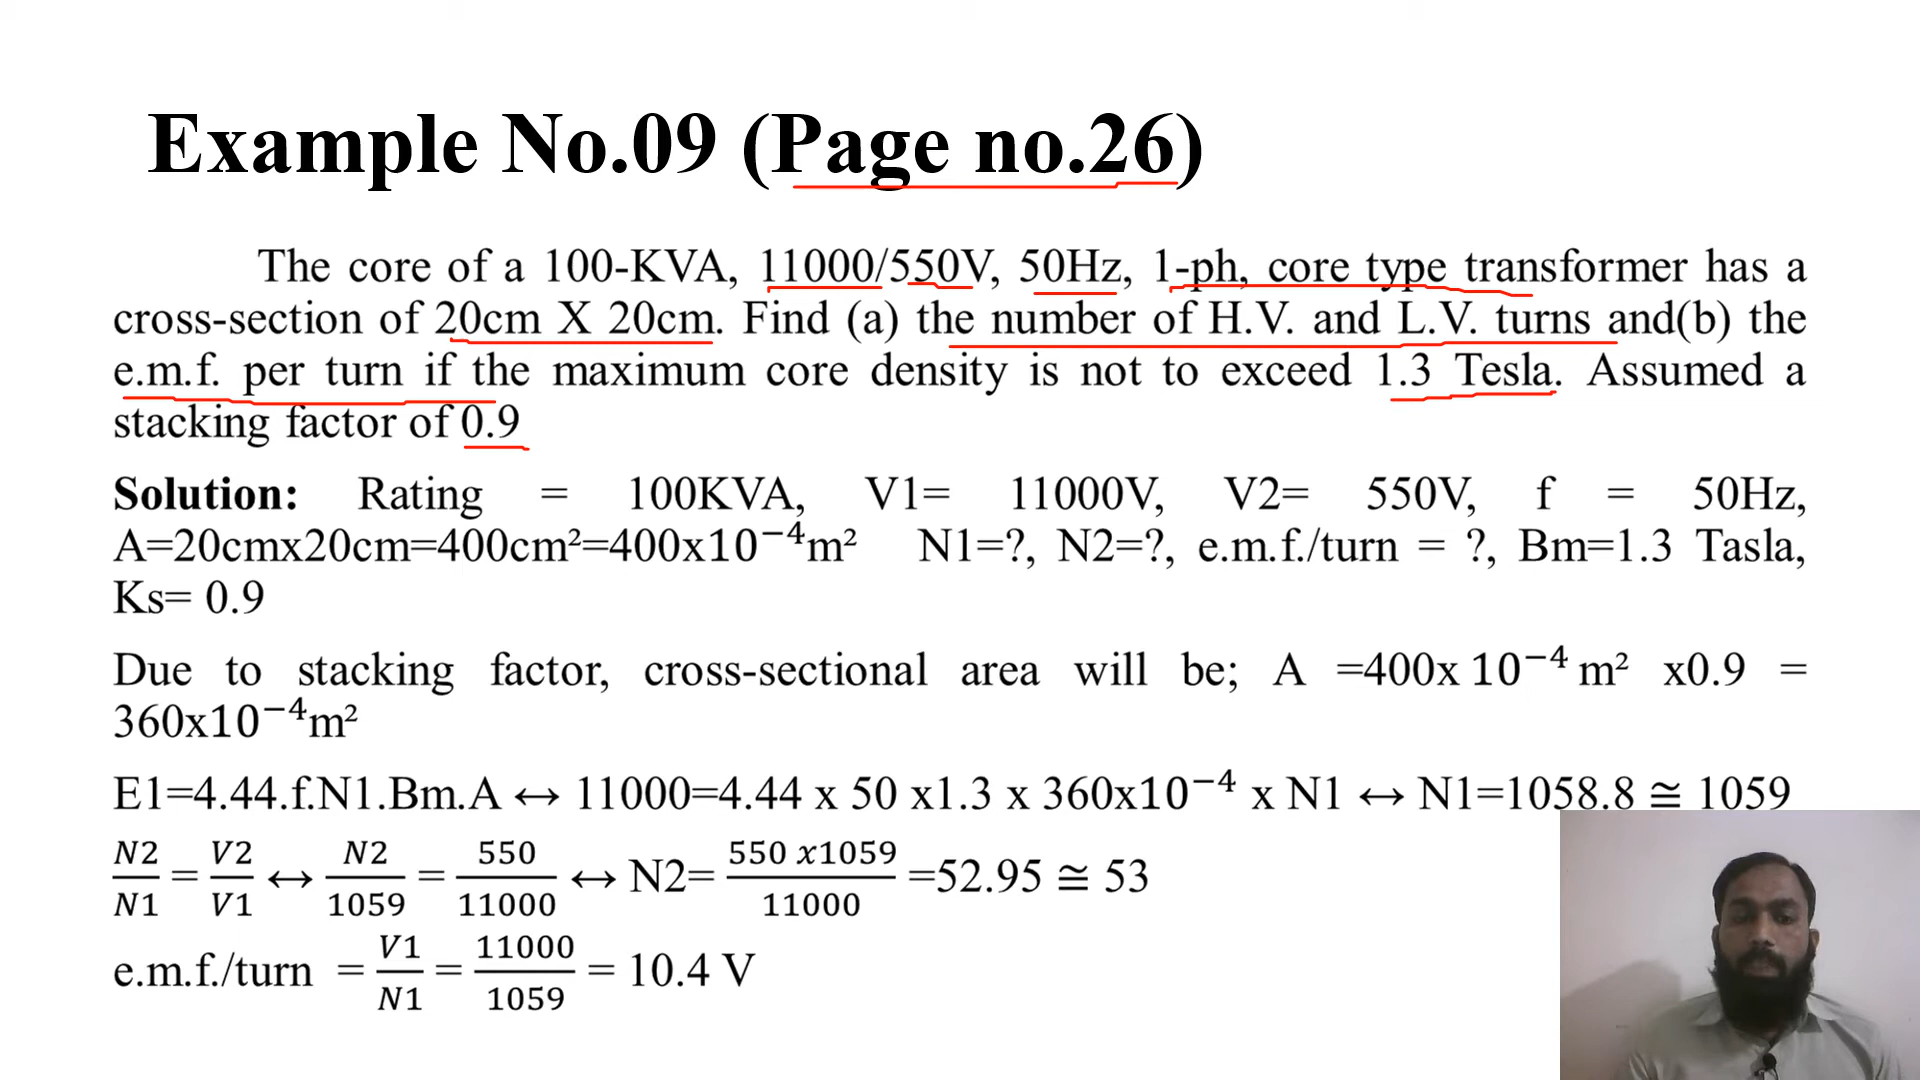 Example No.09 (Page no.26)
The core of a 100-KVA, 11000/550V, 50Hz, 1-ph, core type transformer has a
cross-section of 20cm X 20cm. Find (a) the number of H.V. and L.V. turns and(b) the
e.m.f. per turn if the maximum core density is not to exceed 1.3 Tesla. Assumed a
stacking factor of 0.9
Solution: Rating = 100KVA, V1= 11000V, V2= 550V, f = 50Hz,
A=20cmx20cm=400cm²=400x10⁻⁴m² N1=?, N2=?, e.m.f./turn = ?, Bm=1.3 Tasla,
Ks= 0.9
Due to stacking factor, cross-sectional area will be; A =400x 10⁻⁴ m² x0.9 =
360x10⁻⁴m²
E1=4.44.f.N1.Bm.A ↔ 11000=4.44 x 50 x1.3 x 360x10⁻⁴ x N1 ↔ N1=1058.8 ≅ 1059
N2/N1 = V2/V1 ↔ N2/1059 = 550/11000 ↔ N2= 550 x1059/11000 =52.95 ≅ 53
e.m.f./turn = V1/N1 = 11000/1059 = 10.4 V